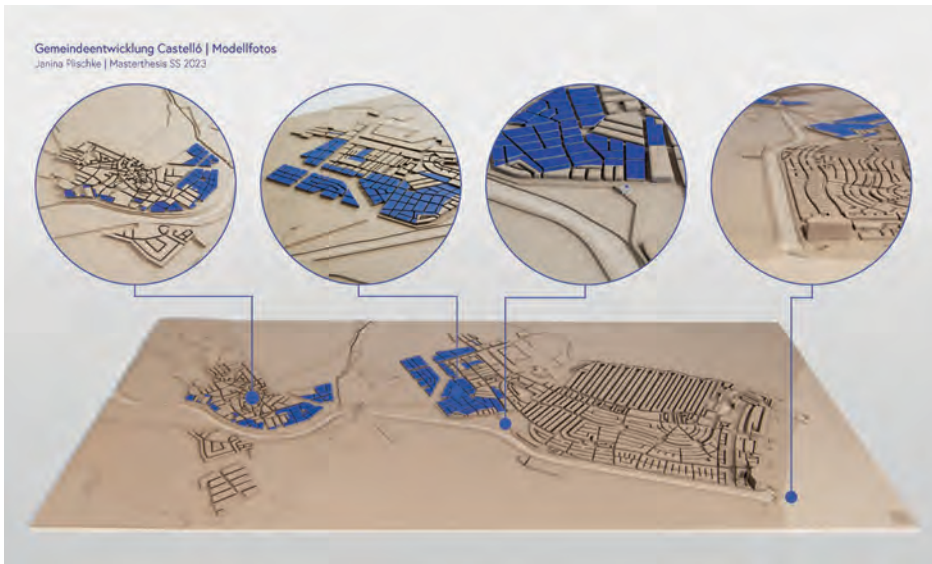 Gemeindeentwicklung Castelló | Modellfotos
Janina Plischke | Masterthesis SS 2023